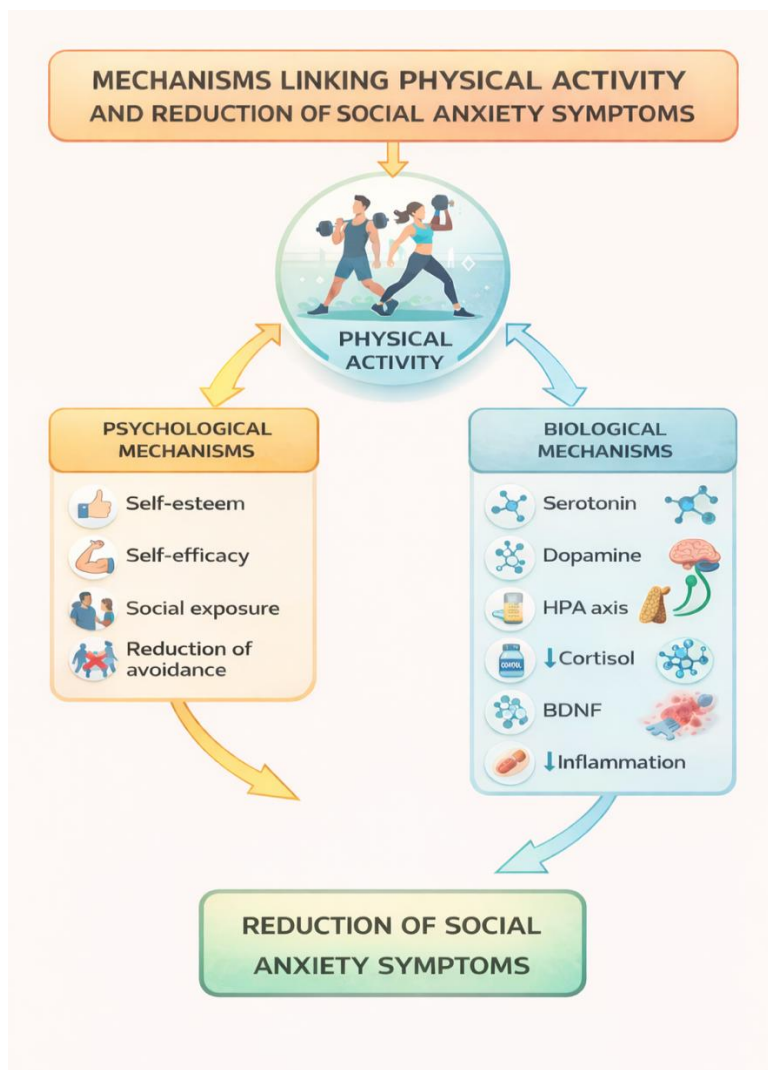 MECHANISMS LINKING PHYSICAL ACTIVITY
AND REDUCTION OF SOCIAL ANXIETY SYMPTOMS
PHYSICAL
ACTIVITY
PSYCHOLOGICAL
MECHANISMS
Self-esteem
Self-efficacy
Social exposure
Reduction of
avoidance
BIOLOGICAL
MECHANISMS
Serotonin
Dopamine
HPA axis
↓Cortisol
BDNF
↓Inflammation
REDUCTION OF SOCIAL
ANXIETY SYMPTOMS